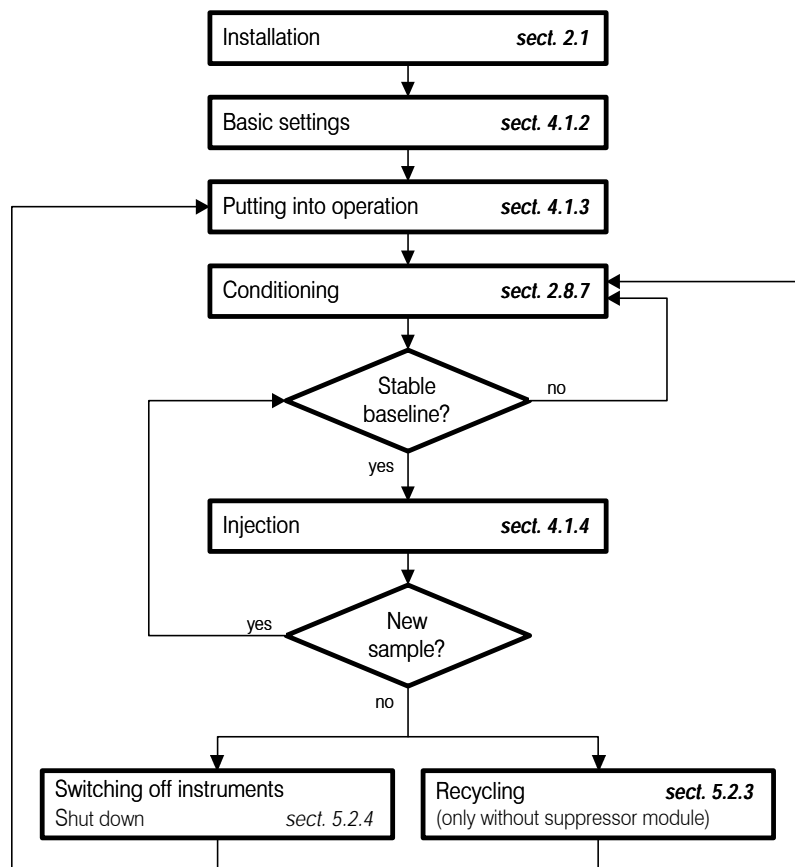 Installation sect. 2.1
Basic settings sect. 4.1.2
Putting into operation sect. 4.1.3
Conditioning sect. 2.8.7
Stable
baseline?
no
yes
Injection sect. 4.1.4
New
sample?
yes
no
Switching off instruments
Shut down sect. 5.2.4
Recycling sect. 5.2.3
(only without suppressor module)